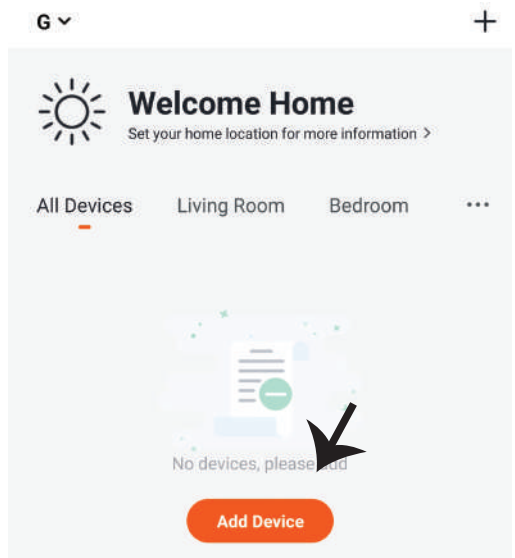 G
Welcome Home
Set your home location for more information >
All Devices Living Room Bedroom ...
No devices, please add
Add Device